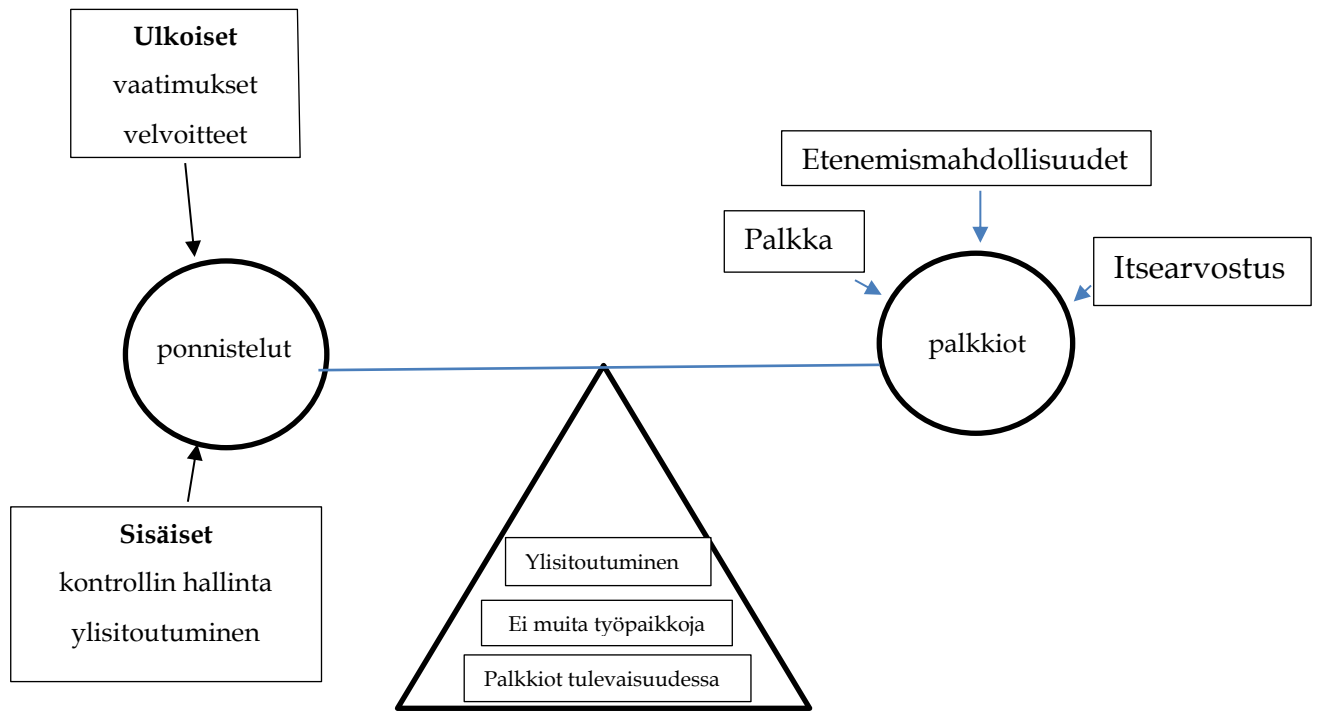 Ulkoiset
vaatimukset
velvoitteet
Etenemismahdollisuudet
Palkka
Itsearvostus
ponnistelut
palkkiot
Sisäiset
kontrollin hallinta
ylisitoutuminen
Ylisitoutuminen
Ei muita työpaikkoja
Palkkiot tulevaisuudessa